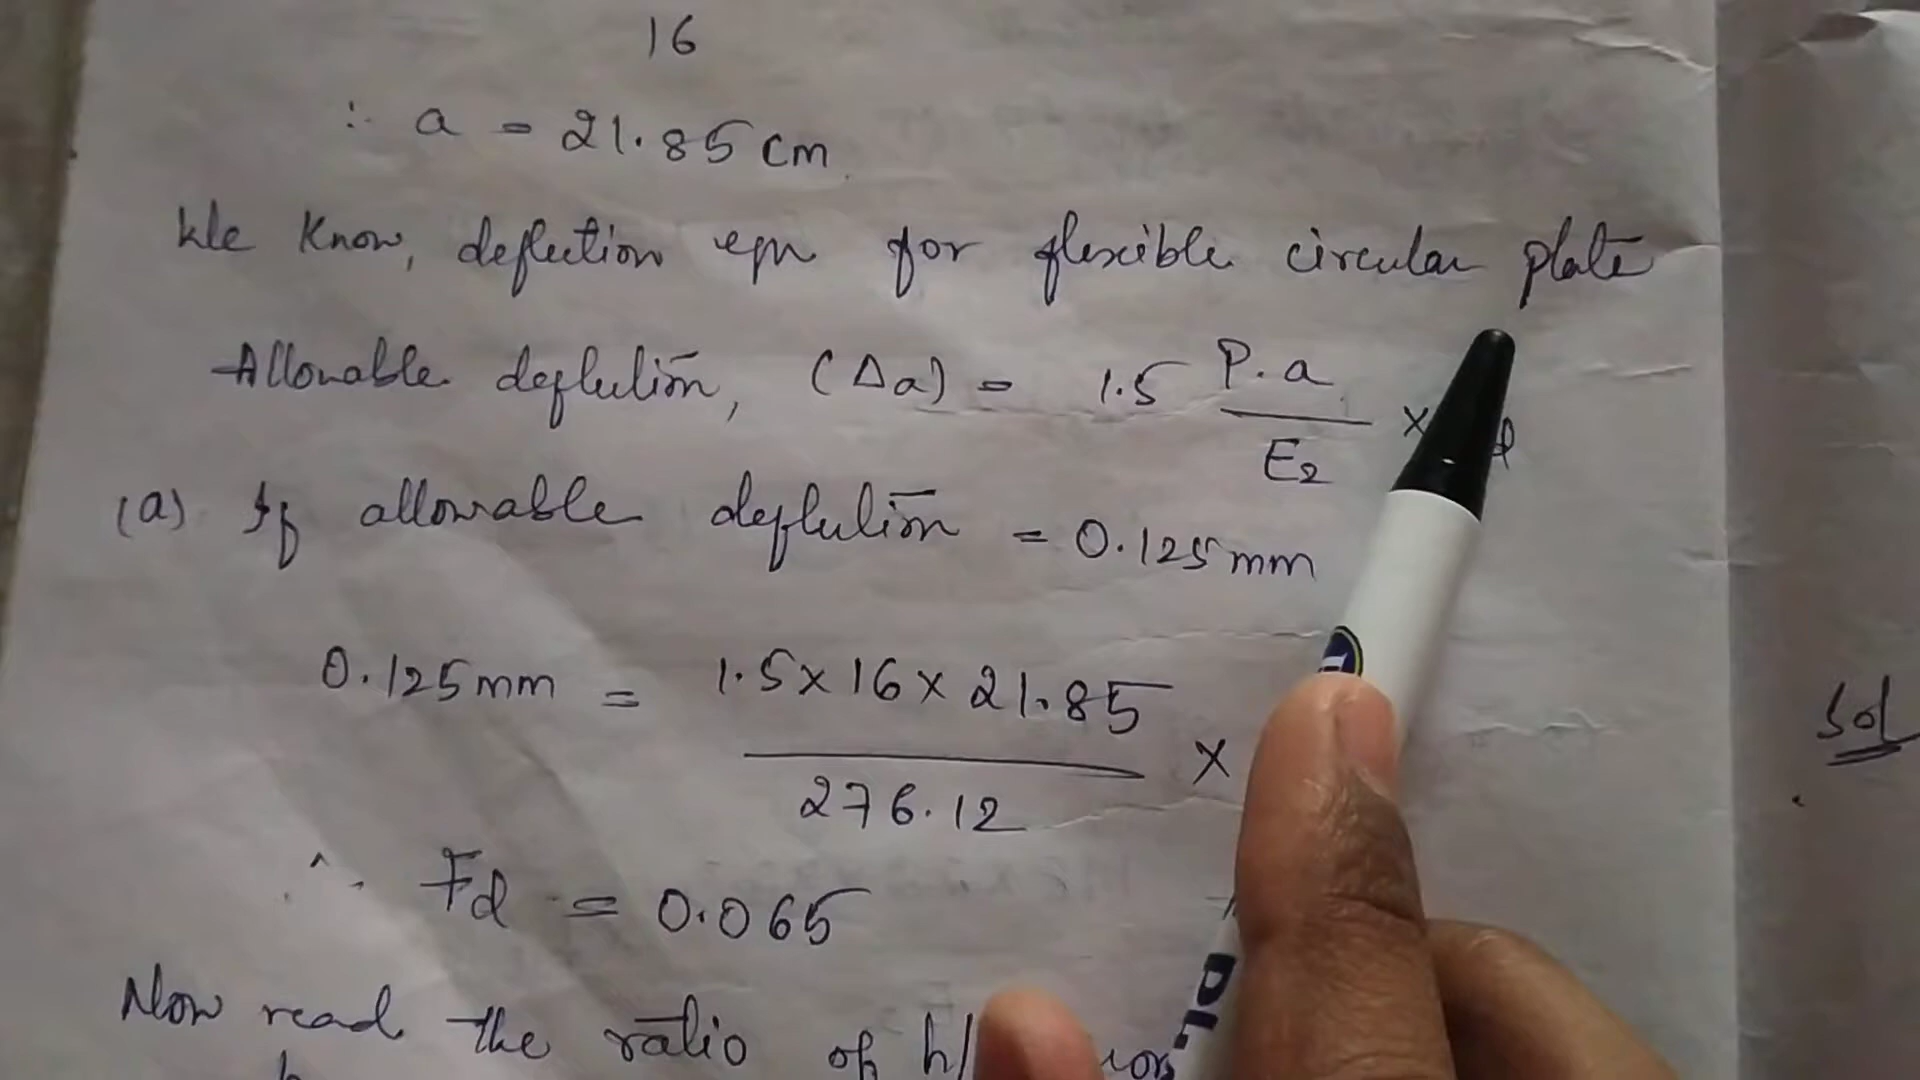 16
∴ a = 21.85 cm
We know, deflection eqn for flexible circular plate
Allowable deflection, (Δa) = 1.5 P.a / E2 ×
(a) If allowable deflection = 0.125 mm
0.125 mm = 1.5 × 16 × 21.85 / 276.12 ×
∴ Fd = 0.065
Now read the ratio of h/
Sol